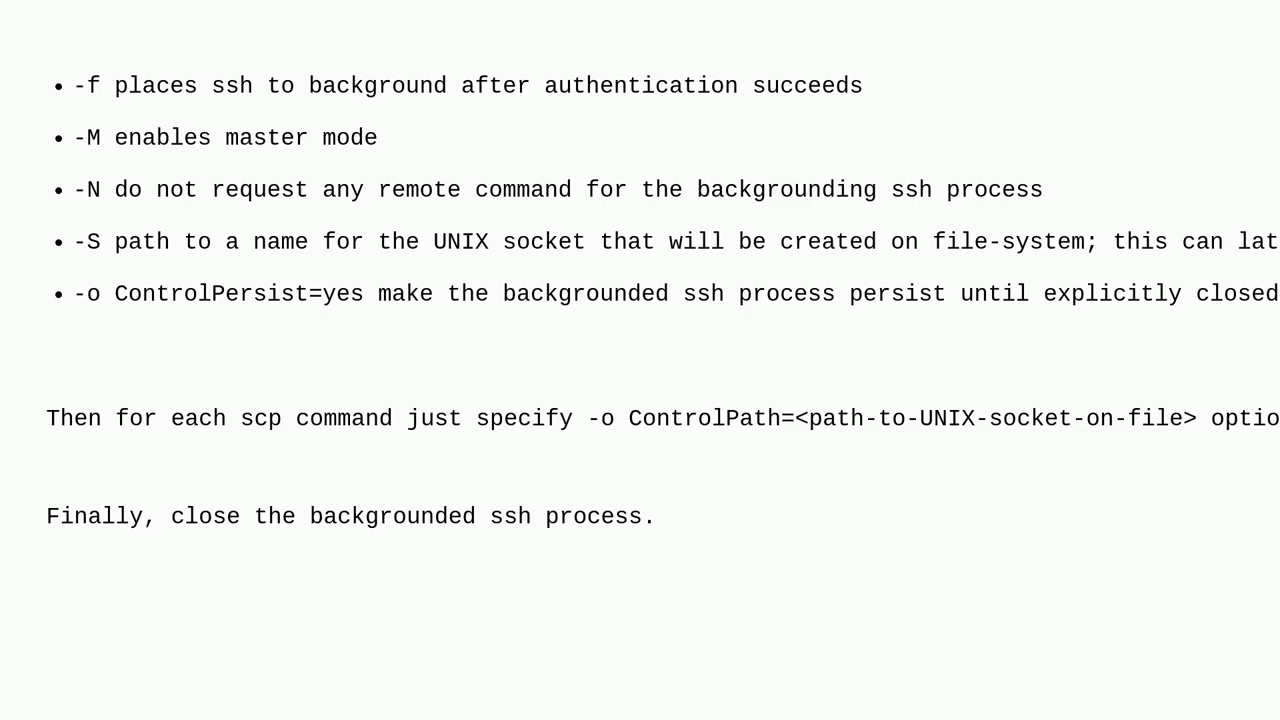 • -f places ssh to background after authentication succeeds
• -M enables master mode
• -N do not request any remote command for the backgrounding ssh process
• -S path to a name for the UNIX socket that will be created on file-system; this can lat
• -o ControlPersist=yes make the backgrounded ssh process persist until explicitly closed
Then for each scp command just specify -o ControlPath=<path-to-UNIX-socket-on-file> optio
Finally, close the backgrounded ssh process.